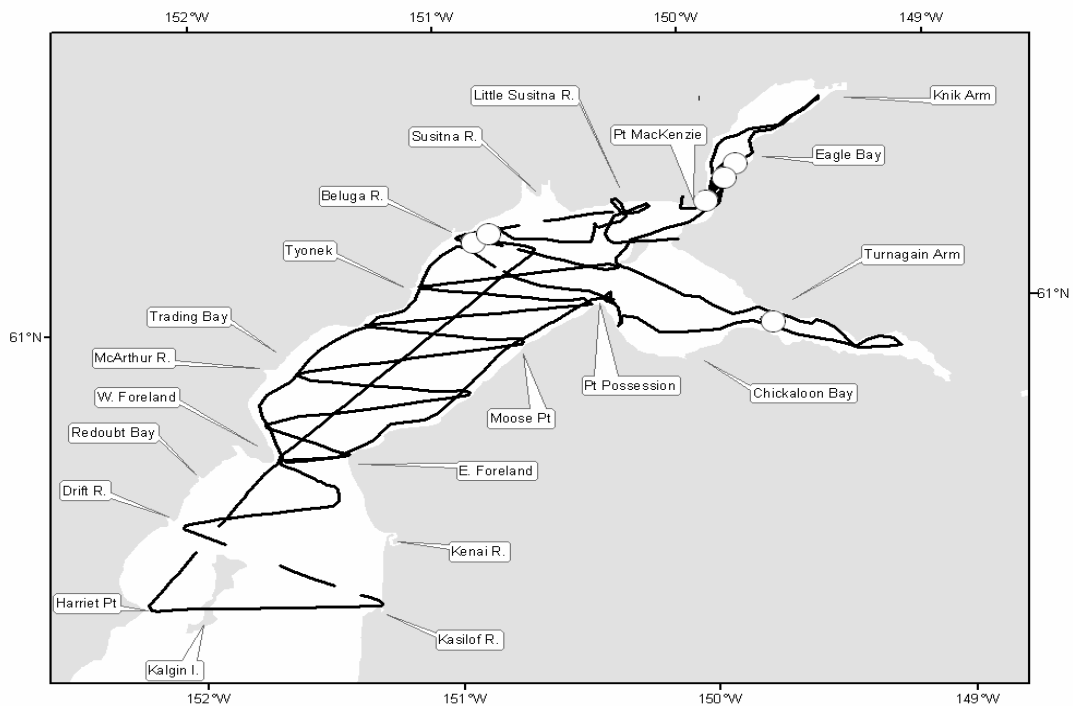 152°W
151°W
150°W
149°W
Little Susitna R.
Knik Arm
Pt MacKenzie
Susitna R.
Eagle Bay
Beluga R.
Tyonek
Turnagain Arm
61°N
Trading Bay
61°N
McArthur R.
Pt Possession
W. Foreland
Chickaloon Bay
Moose Pt
Redoubt Bay
E. Foreland
Drift R.
Kenai R.
Harriet Pt
Kasilof R.
Kalgin I.
152°W
151°W
150°W
149°W